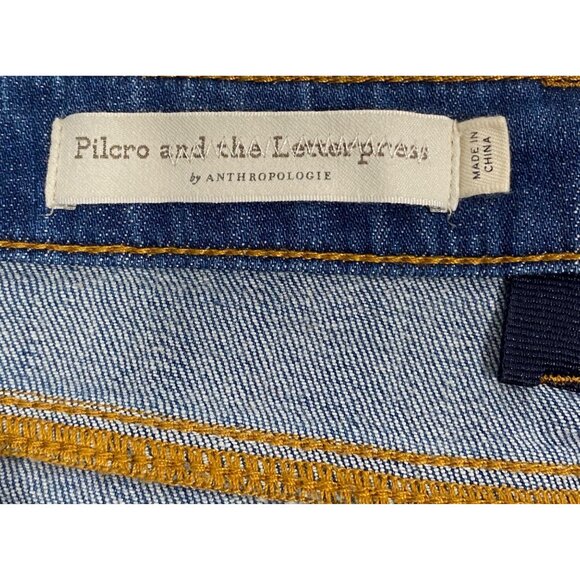 Pilcro and the Letterpress
by ANTHROPOLOGIE
MADE IN
CHINA